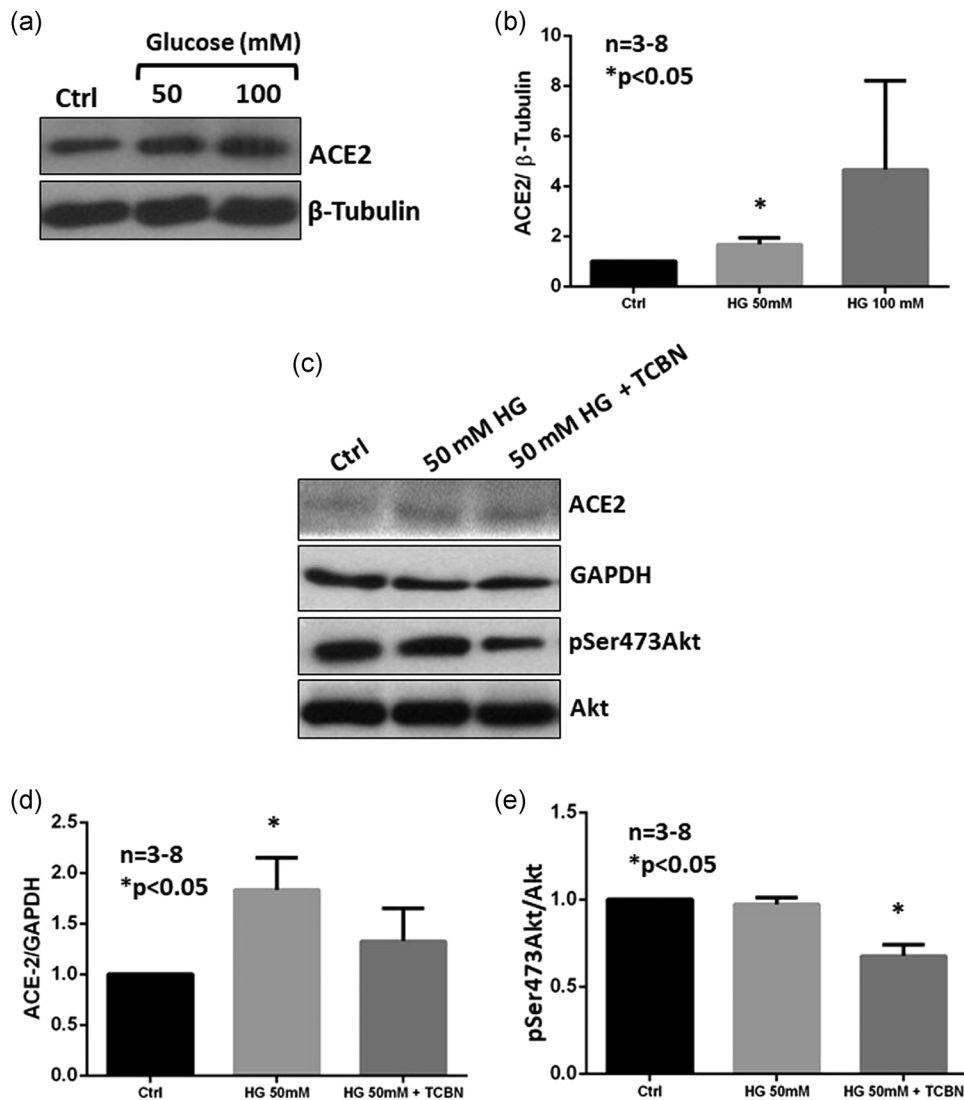 (a)
Glucose (mM)
Ctrl 50 100
ACE2
β-Tubulin
(b)
n=3-8
*p<0.05
ACE2/ β-Tubulin
10
8
6
4
2
0
*
Ctrl HG 50mM HG 100 mM
(c)
Ctrl 50 mM HG 50 mM HG + TCBN
ACE2
GAPDH
pSer473Akt
Akt
(d)
n=3-8
*p<0.05
ACE-2/GAPDH
2.5
2.0
1.5
1.0
0.5
0.0
*
Ctrl HG 50mM HG 50mM + TCBN
(e)
n=3-8
*p<0.05
pSer473Akt/Akt
1.5
1.0
0.5
0.0
*
Ctrl HG 50mM HG 50mM + TCBN